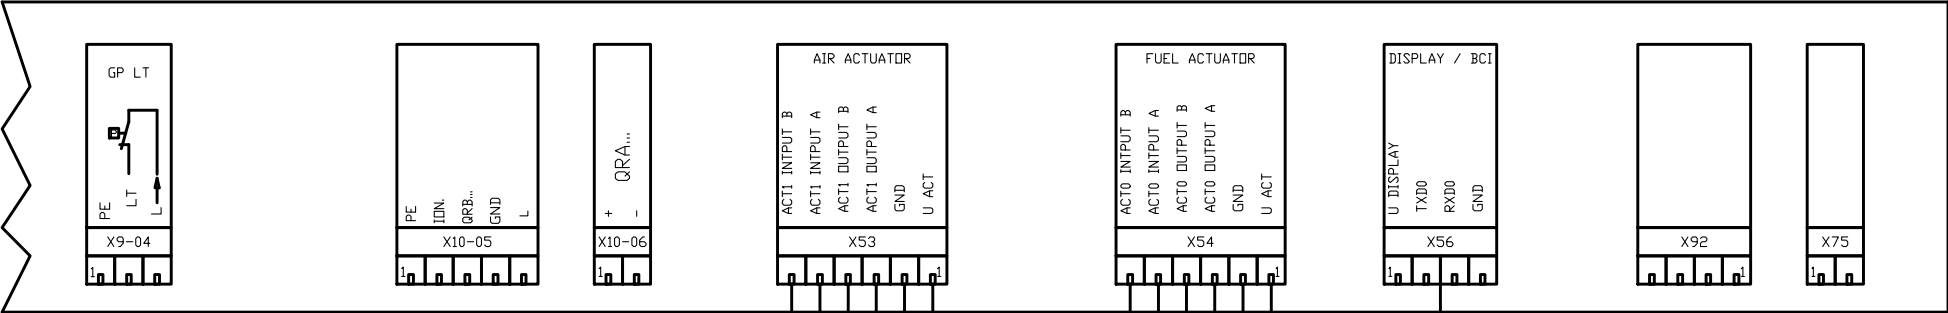 GP LT
PE
LT
L
X9-04
1
PE
ION.
QRB...
GND
L
X10-05
1
QRA...
+
-
X10-06
1
AIR ACTUATOR
ACT1 INTPUT B
ACT1 INTPUT A
ACT1 OUTPUT B
ACT1 OUTPUT A
GND
U ACT
X53
1
FUEL ACTUATOR
ACT0 INTPUT B
ACT0 INTPUT A
ACT0 OUTPUT B
ACT0 OUTPUT A
GND
U ACT
X54
1
DISPLAY / BCI
U DISPLAY
TXD0
RXD0
GND
X56
1
X92
1
X75
1